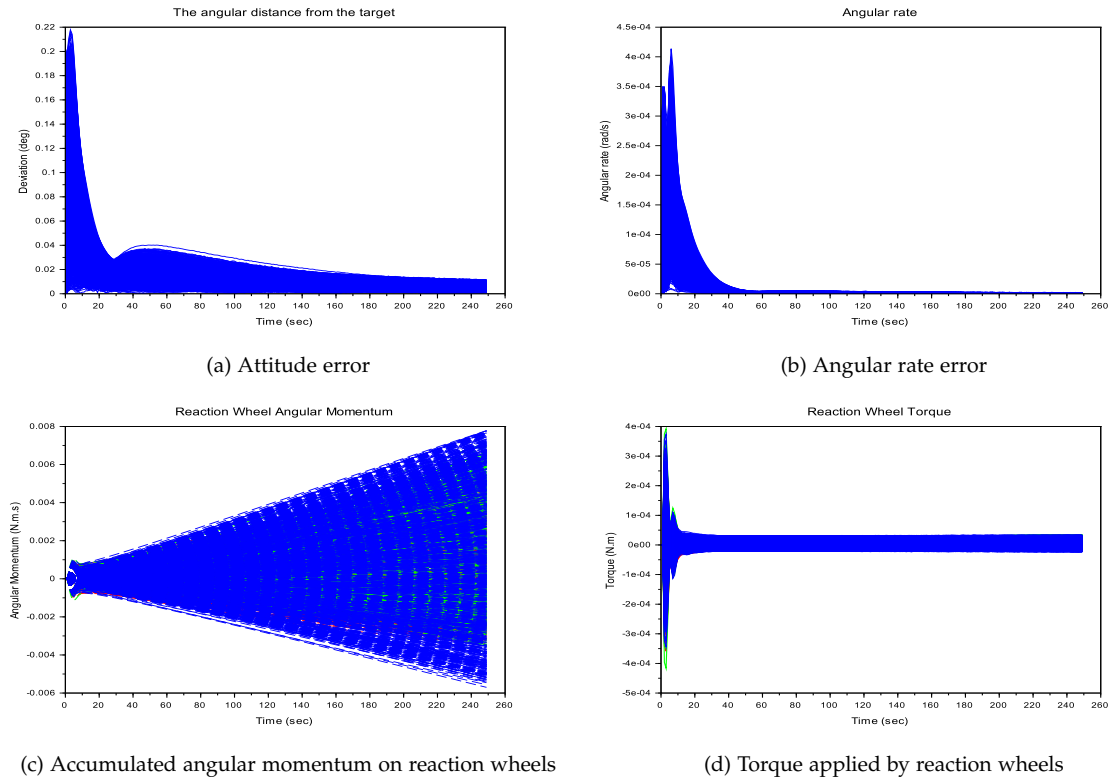 The angular distance from the target
Deviation (deg)
0.22
0.2
0.18
0.16
0.14
0.12
0.1
0.08
0.06
0.04
0.02
0
0 20 40 60 80 100 120 140 160 180 200 220 240 260
Time (sec)
(a) Attitude error
Angular rate
Angular rate (rad/s)
4.5e-04
4e-04
3.5e-04
3e-04
2.5e-04
2e-04
1.5e-04
1e-04
5e-05
0e00
0 20 40 60 80 100 120 140 160 180 200 220 240 260
Time (sec)
(b) Angular rate error
Reaction Wheel Angular Momentum
Angular Momentum (N.m.s)
0.008
0.006
0.004
0.002
0
-0.002
-0.004
-0.006
0 20 40 60 80 100 120 140 160 180 200 220 240 260
Time (sec)
(c) Accumulated angular momentum on reaction wheels
Reaction Wheel Torque
Torque (N.m)
4e-04
3e-04
2e-04
1e-04
0e00
-1e-04
-2e-04
-3e-04
-4e-04
-5e-04
0 20 40 60 80 100 120 140 160 180 200 220 240 260
Time (sec)
(d) Torque applied by reaction wheels